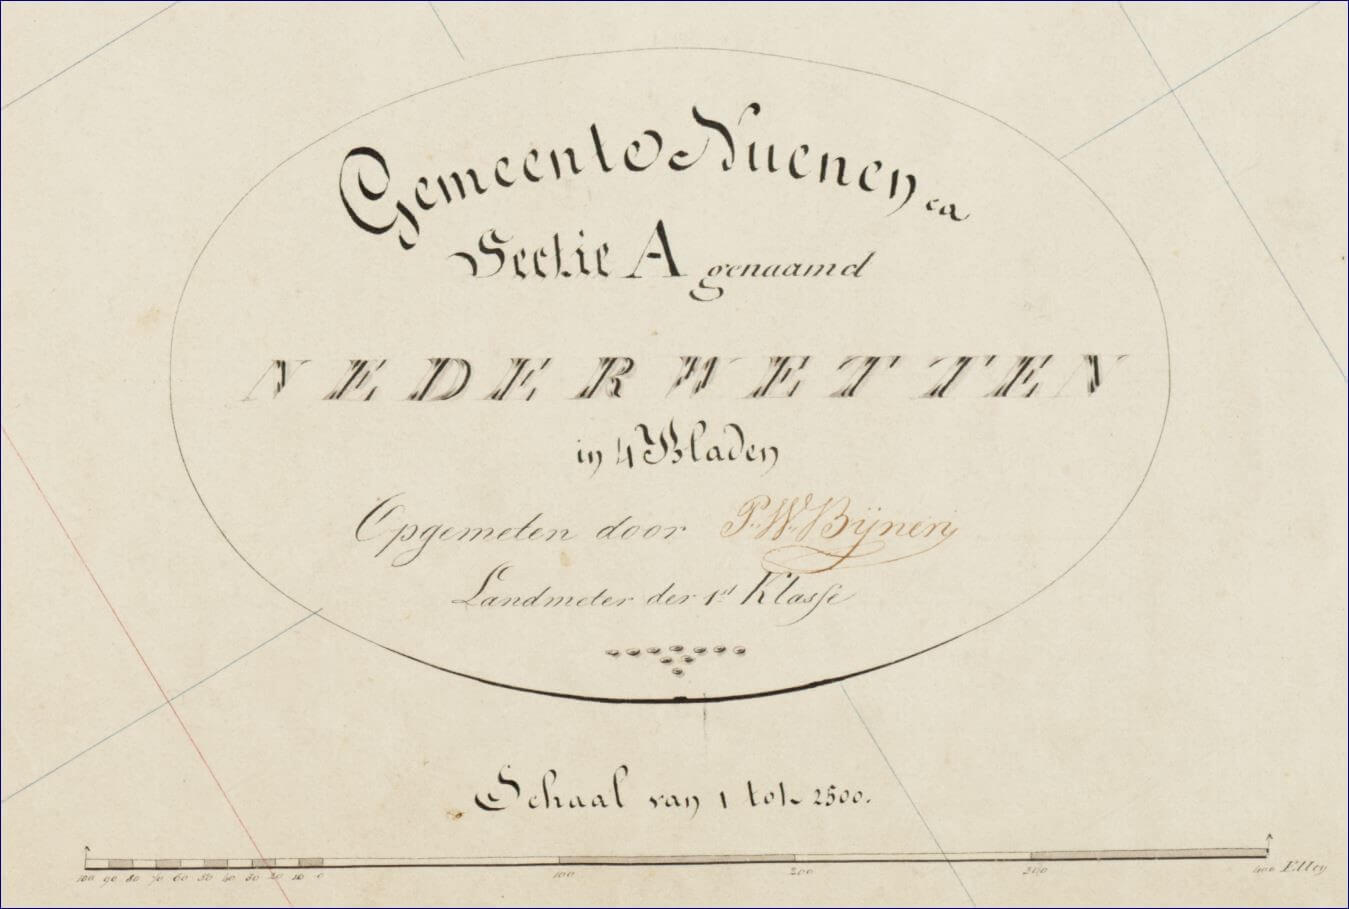 Gemeente Nuenen ca
Sectie A genaamd
NEDERWETTEN
in 4 Bladen
Opgemeten door P. W. Bijnen
Landmeter der 1e Klasse
Schaal van 1 tot 2500.
100 90 80 70 60 50 40 30 20 10 0 100 200 300 400 Ellen